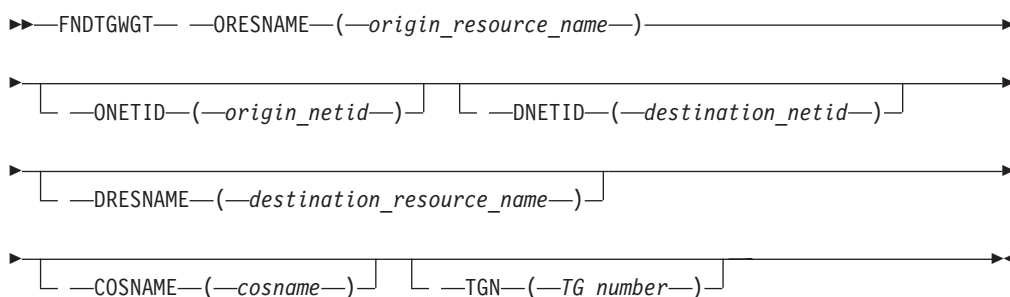 FNDTGWGT ORESNAME (origin_resource_name)
ONETID (origin_netid) DNETID (destination_netid)
DRESNAME (destination_resource_name)
COSNAME (cosname) TGN (TG number)